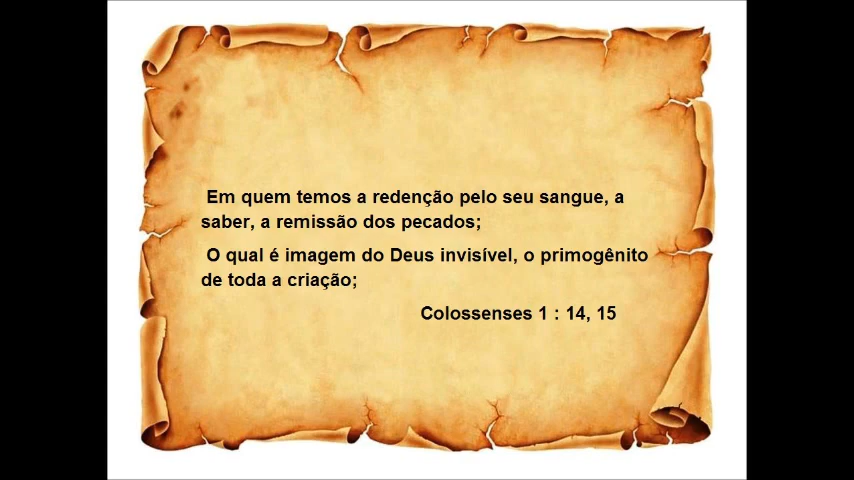 Em quem temos a redenção pelo seu sangue, a
saber, a remissão dos pecados;
O qual é imagem do Deus invisível, o primogênito
de toda a criação;
Colossenses 1 : 14, 15